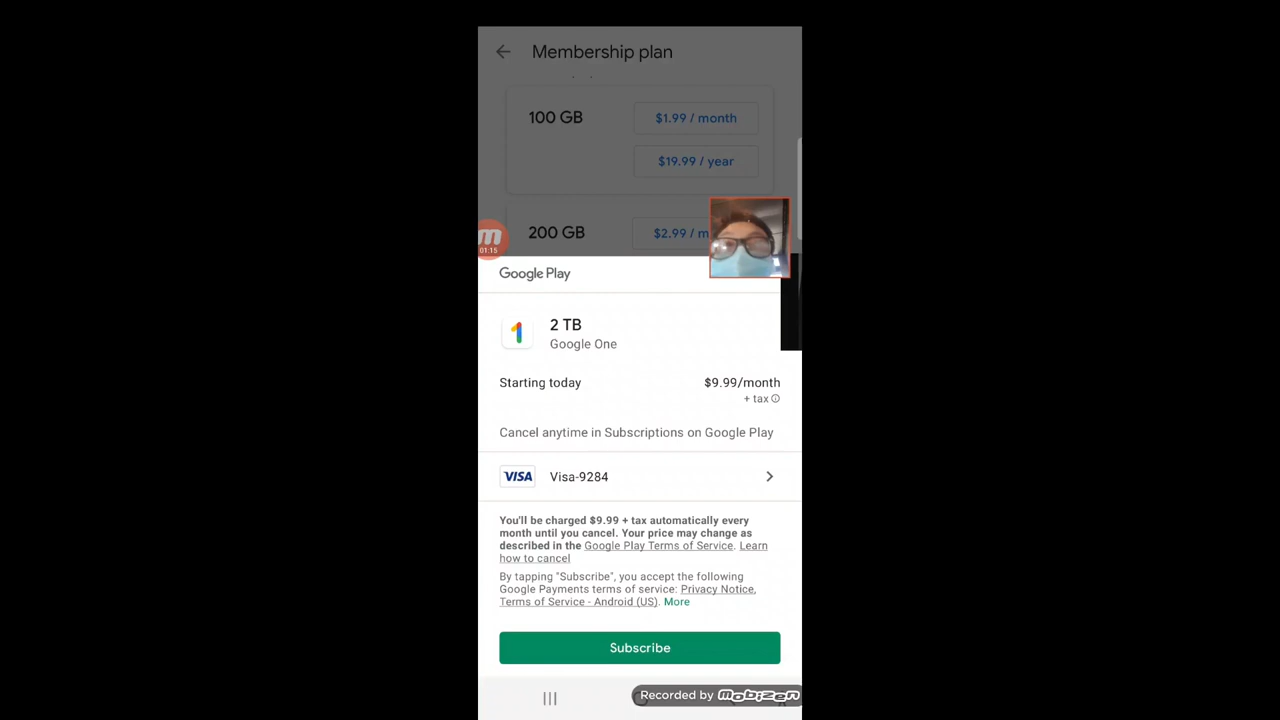 Membership plan
100 GB
$1.99 / month
$19.99 / year
200 GB
$2.99 /
01:15
Google Play
2 TB
Google One
Starting today
$9.99/month
+ tax
Cancel anytime in Subscriptions on Google Play
VISA
Visa-9284
You'll be charged $9.99 + tax automatically every
month until you cancel. Your price may change as
described in the Google Play Terms of Service. Learn
how to cancel
By tapping "Subscribe", you accept the following
Google Payments terms of service: Privacy Notice,
Terms of Service - Android (US). More
Subscribe
Recorded by mobizen